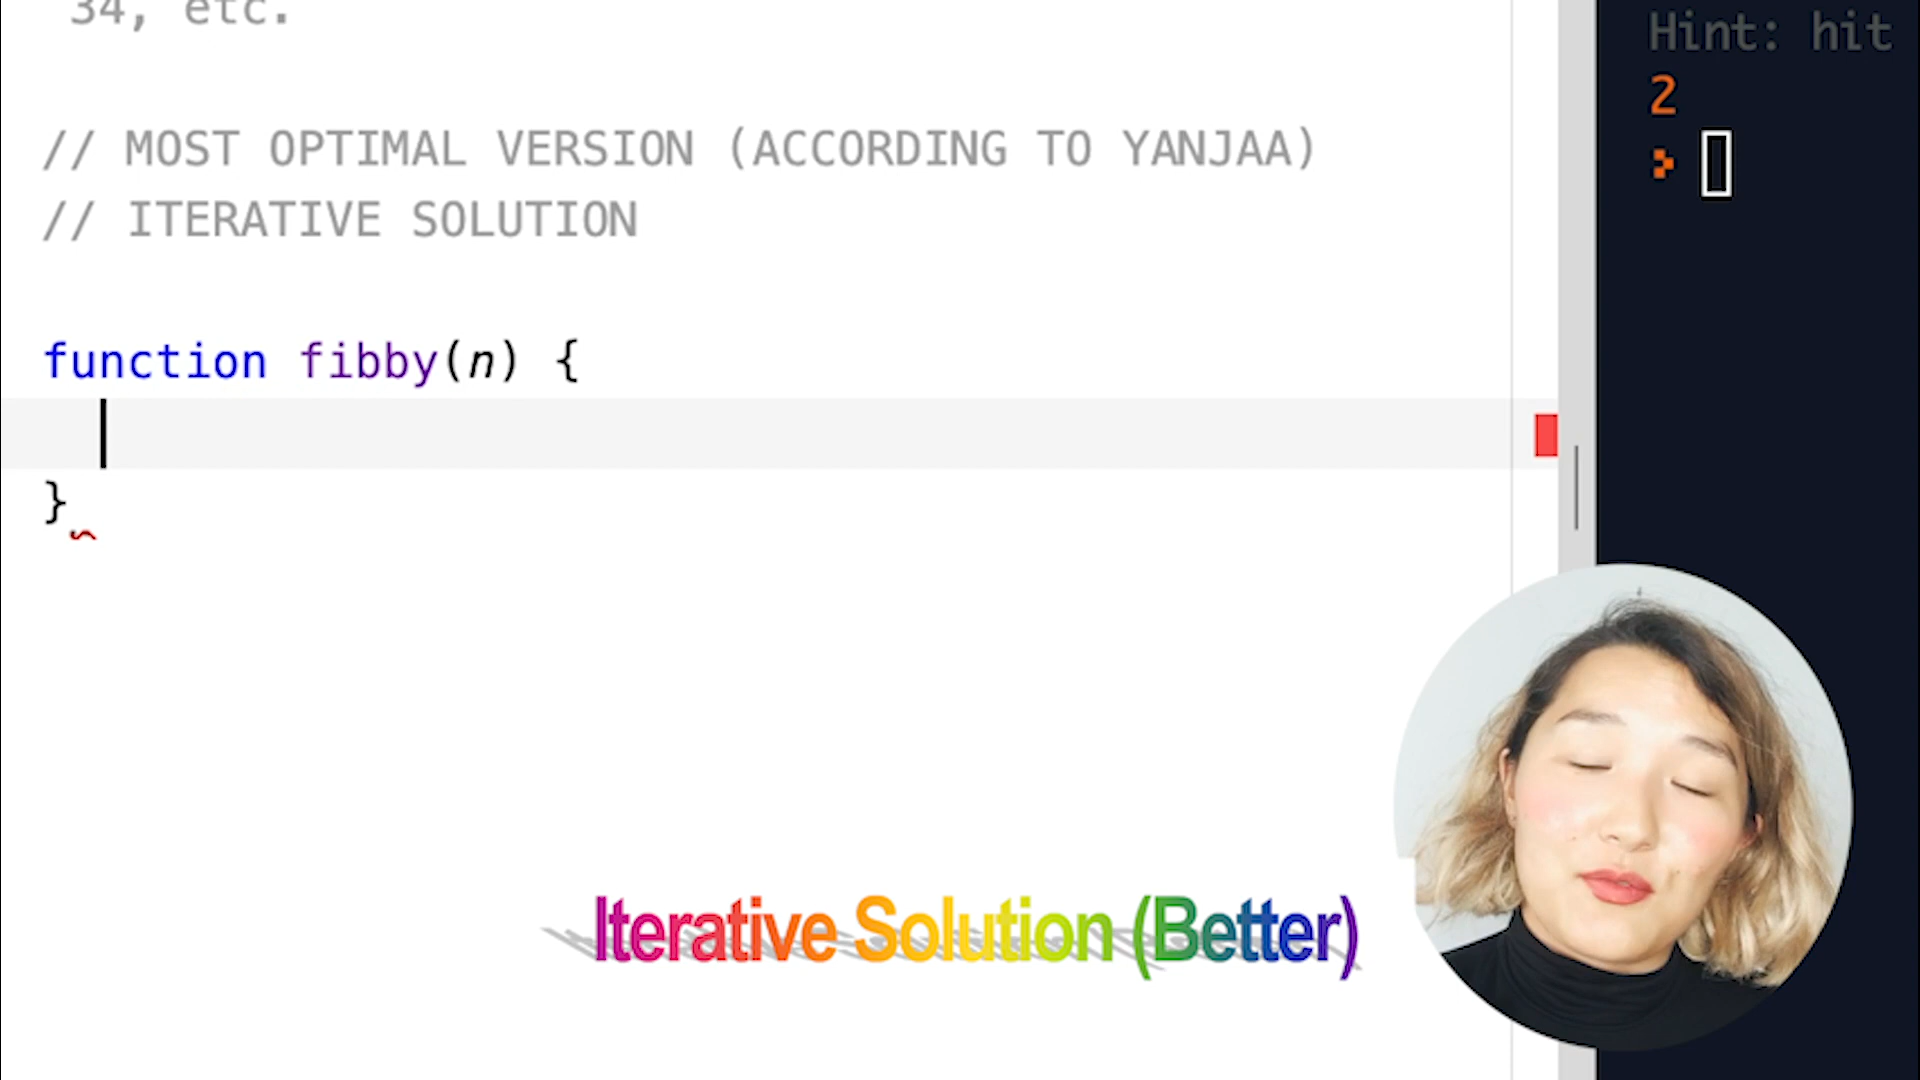 34, etc.
// MOST OPTIMAL VERSION (ACCORDING TO YANJAA)
// ITERATIVE SOLUTION
function fibby(n) {
}
Hint: hit
2
Iterative Solution (Better)